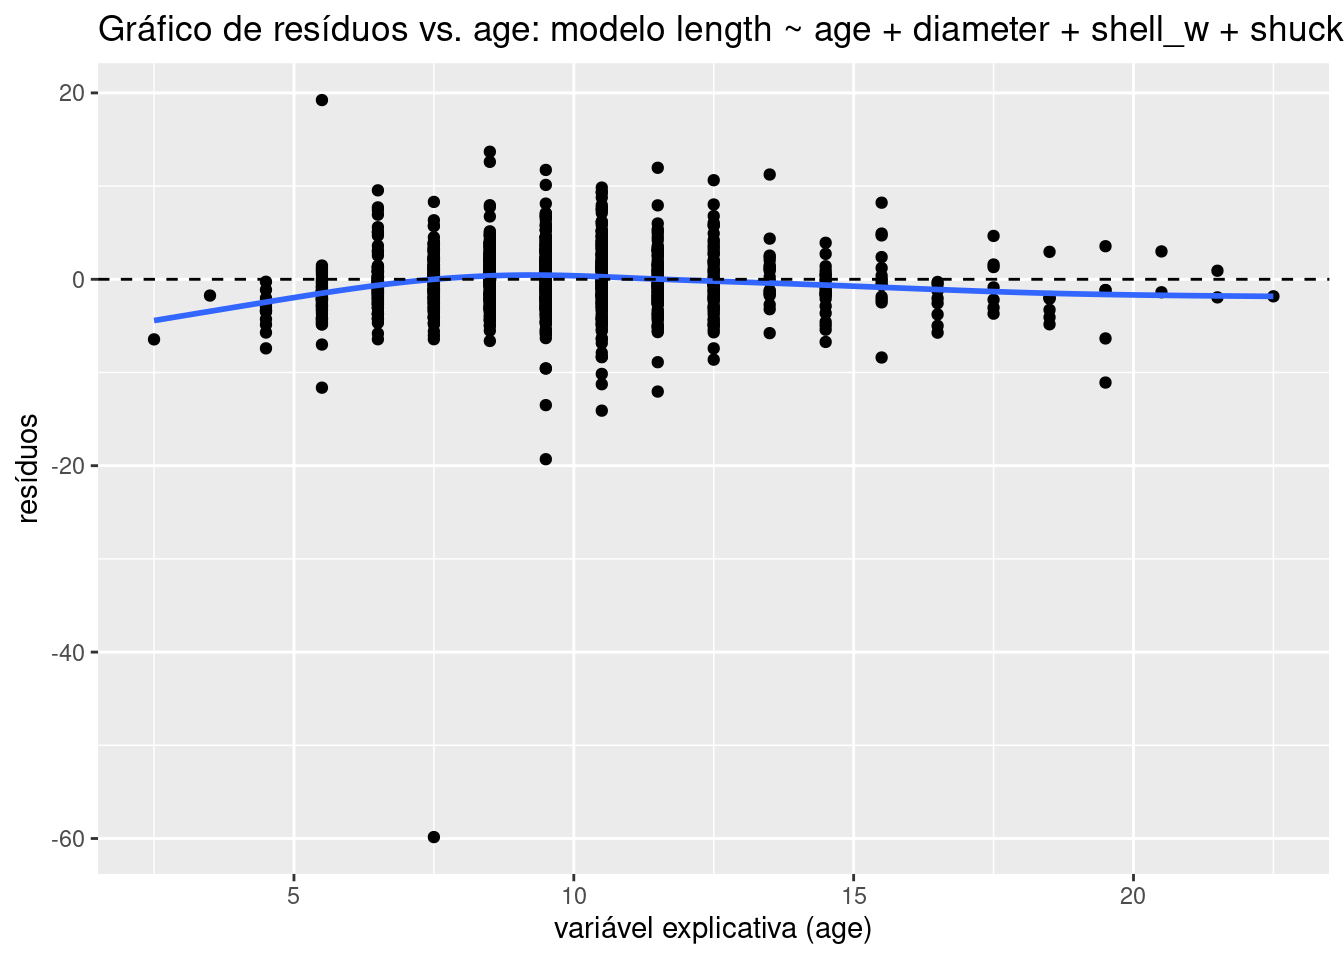 Gráfico de resíduos vs. age: modelo length ~ age + diameter + shell_w + shuck
20
0
-20
-40
-60
resíduos
5 10 15 20
variável explicativa (age)